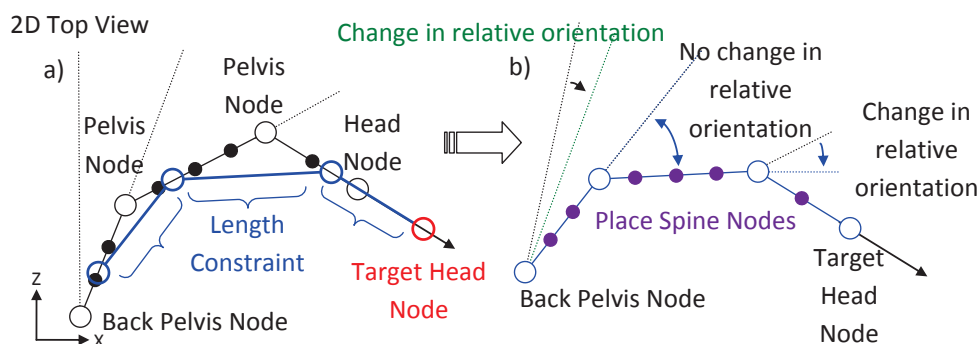 2D Top View
a)
Pelvis
Node
Pelvis
Node
Head
Node
Length
Constraint
Target Head
Node
Back Pelvis Node
Z
X
Change in relative orientation
b)
No change in
relative
orientation
Change in
relative
orientation
Place Spine Nodes
Back Pelvis Node
Target
Head
Node